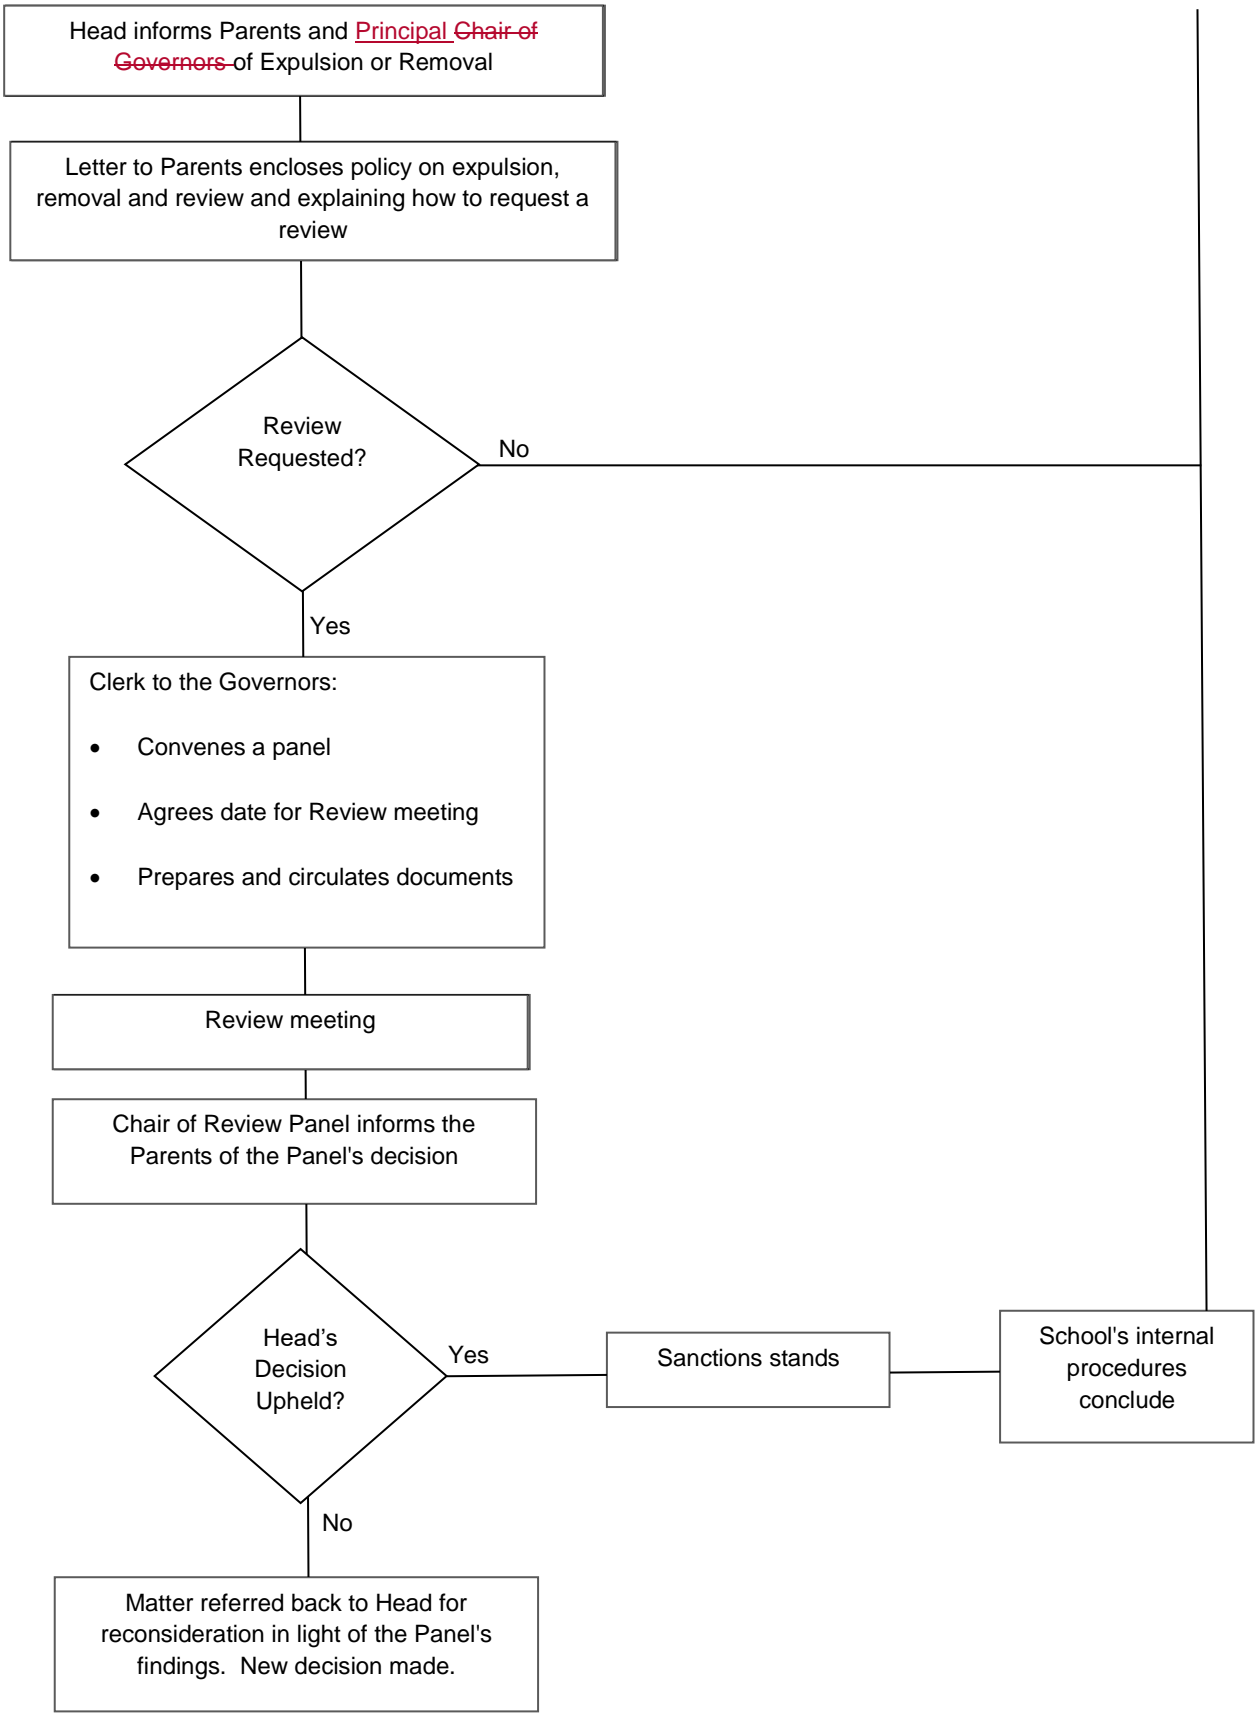 Head informs Parents and Principal Chair of
Governors of Expulsion or Removal
Letter to Parents encloses policy on expulsion,
removal and review and explaining how to request a
review
Review
Requested?
No
Yes
Clerk to the Governors:
• Convenes a panel
• Agrees date for Review meeting
• Prepares and circulates documents
Review meeting
Chair of Review Panel informs the
Parents of the Panel's decision
Head’s
Decision
Upheld?
Yes
Sanctions stands
School's internal
procedures
conclude
No
Matter referred back to Head for
reconsideration in light of the Panel's
findings.  New decision made.